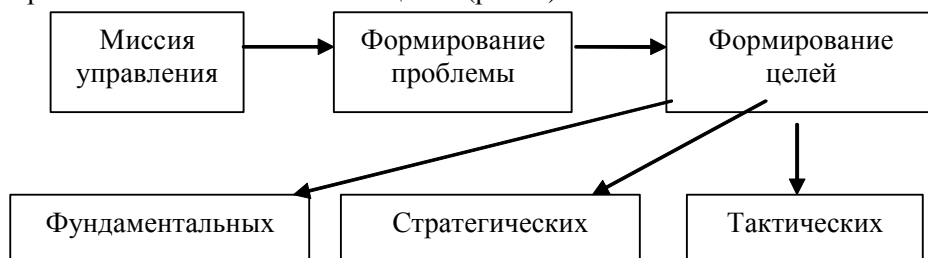 Миссия
управления
Формирование
проблемы
Формирование
целей
Фундаментальных
Стратегических
Тактических